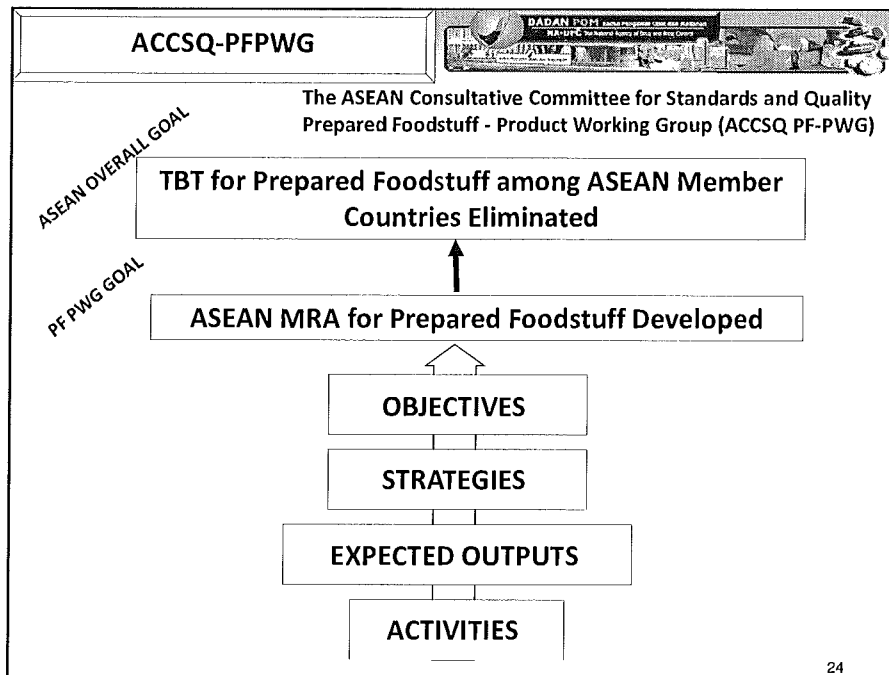 ACCSQ-PFPWG
BADAN POM
The ASEAN Consultative Committee for Standards and Quality
Prepared Foodstuff - Product Working Group (ACCSQ PF-PWG)
ASEAN OVERALL GOAL
TBT for Prepared Foodstuff among ASEAN Member
Countries Eliminated
PF PWG GOAL
ASEAN MRA for Prepared Foodstuff Developed
OBJECTIVES
STRATEGIES
EXPECTED OUTPUTS
ACTIVITIES
24